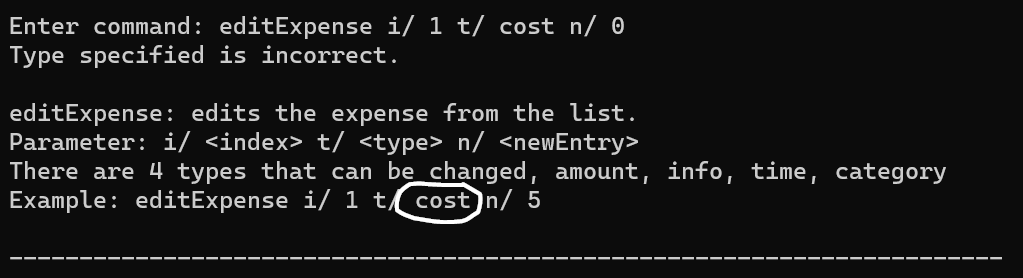 Enter command: editExpense i/ 1 t/ cost n/ 0
Type specified is incorrect.
editExpense: edits the expense from the list.
Parameter: i/ <index> t/ <type> n/ <newEntry>
There are 4 types that can be changed, amount, info, time, category
Example: editExpense i/ 1 t/ cost n/ 5
_______________________________________________________________________